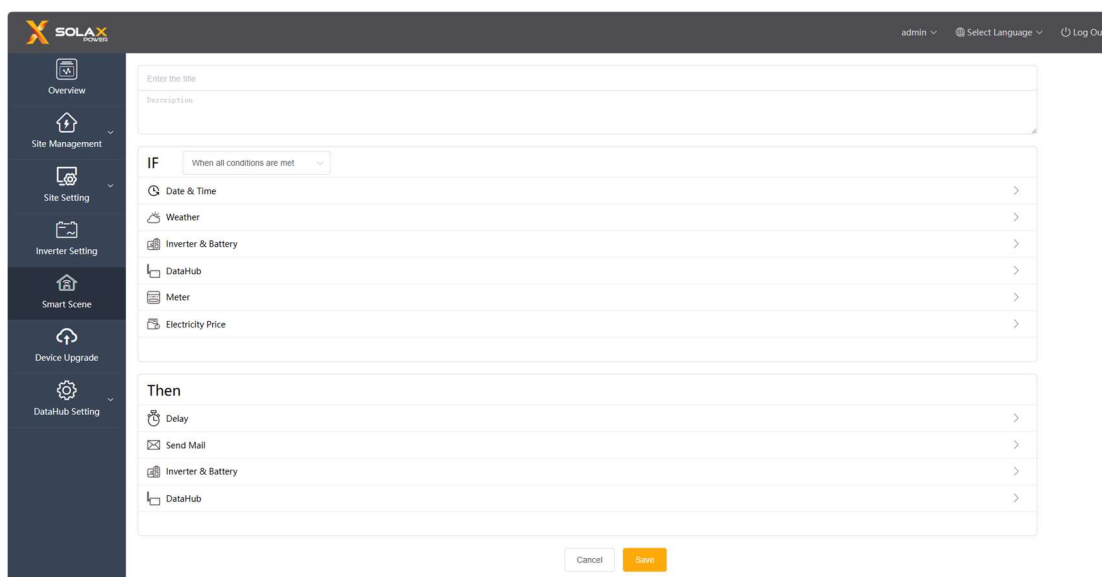 SOLAX
POWER
admin
Select Language
Log Ou
Overview
Site Management
Site Setting
Inverter Setting
Smart Scene
Device Upgrade
DataHub Setting
Enter the title
Description
IF
When all conditions are met
Date & Time
Weather
Inverter & Battery
DataHub
Meter
Electricity Price
Then
Delay
Send Mail
Inverter & Battery
DataHub
Cancel
Save